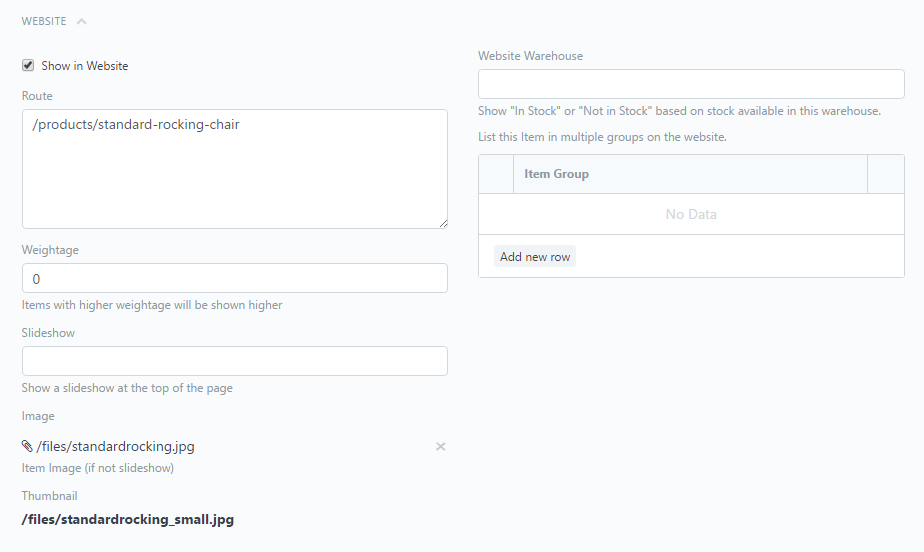 WEBSITE
Show in Website
Route
/products/standard-rocking-chair
Weightage
0
Items with higher weightage will be shown higher
Slideshow
Show a slideshow at the top of the page
Image
/files/standardrocking.jpg
Item Image (if not slideshow)
Thumbnail
/files/standardrocking_small.jpg
Website Warehouse
Show "In Stock" or "Not in Stock" based on stock available in this warehouse.
List this Item in multiple groups on the website.
Item Group
No Data
Add new row